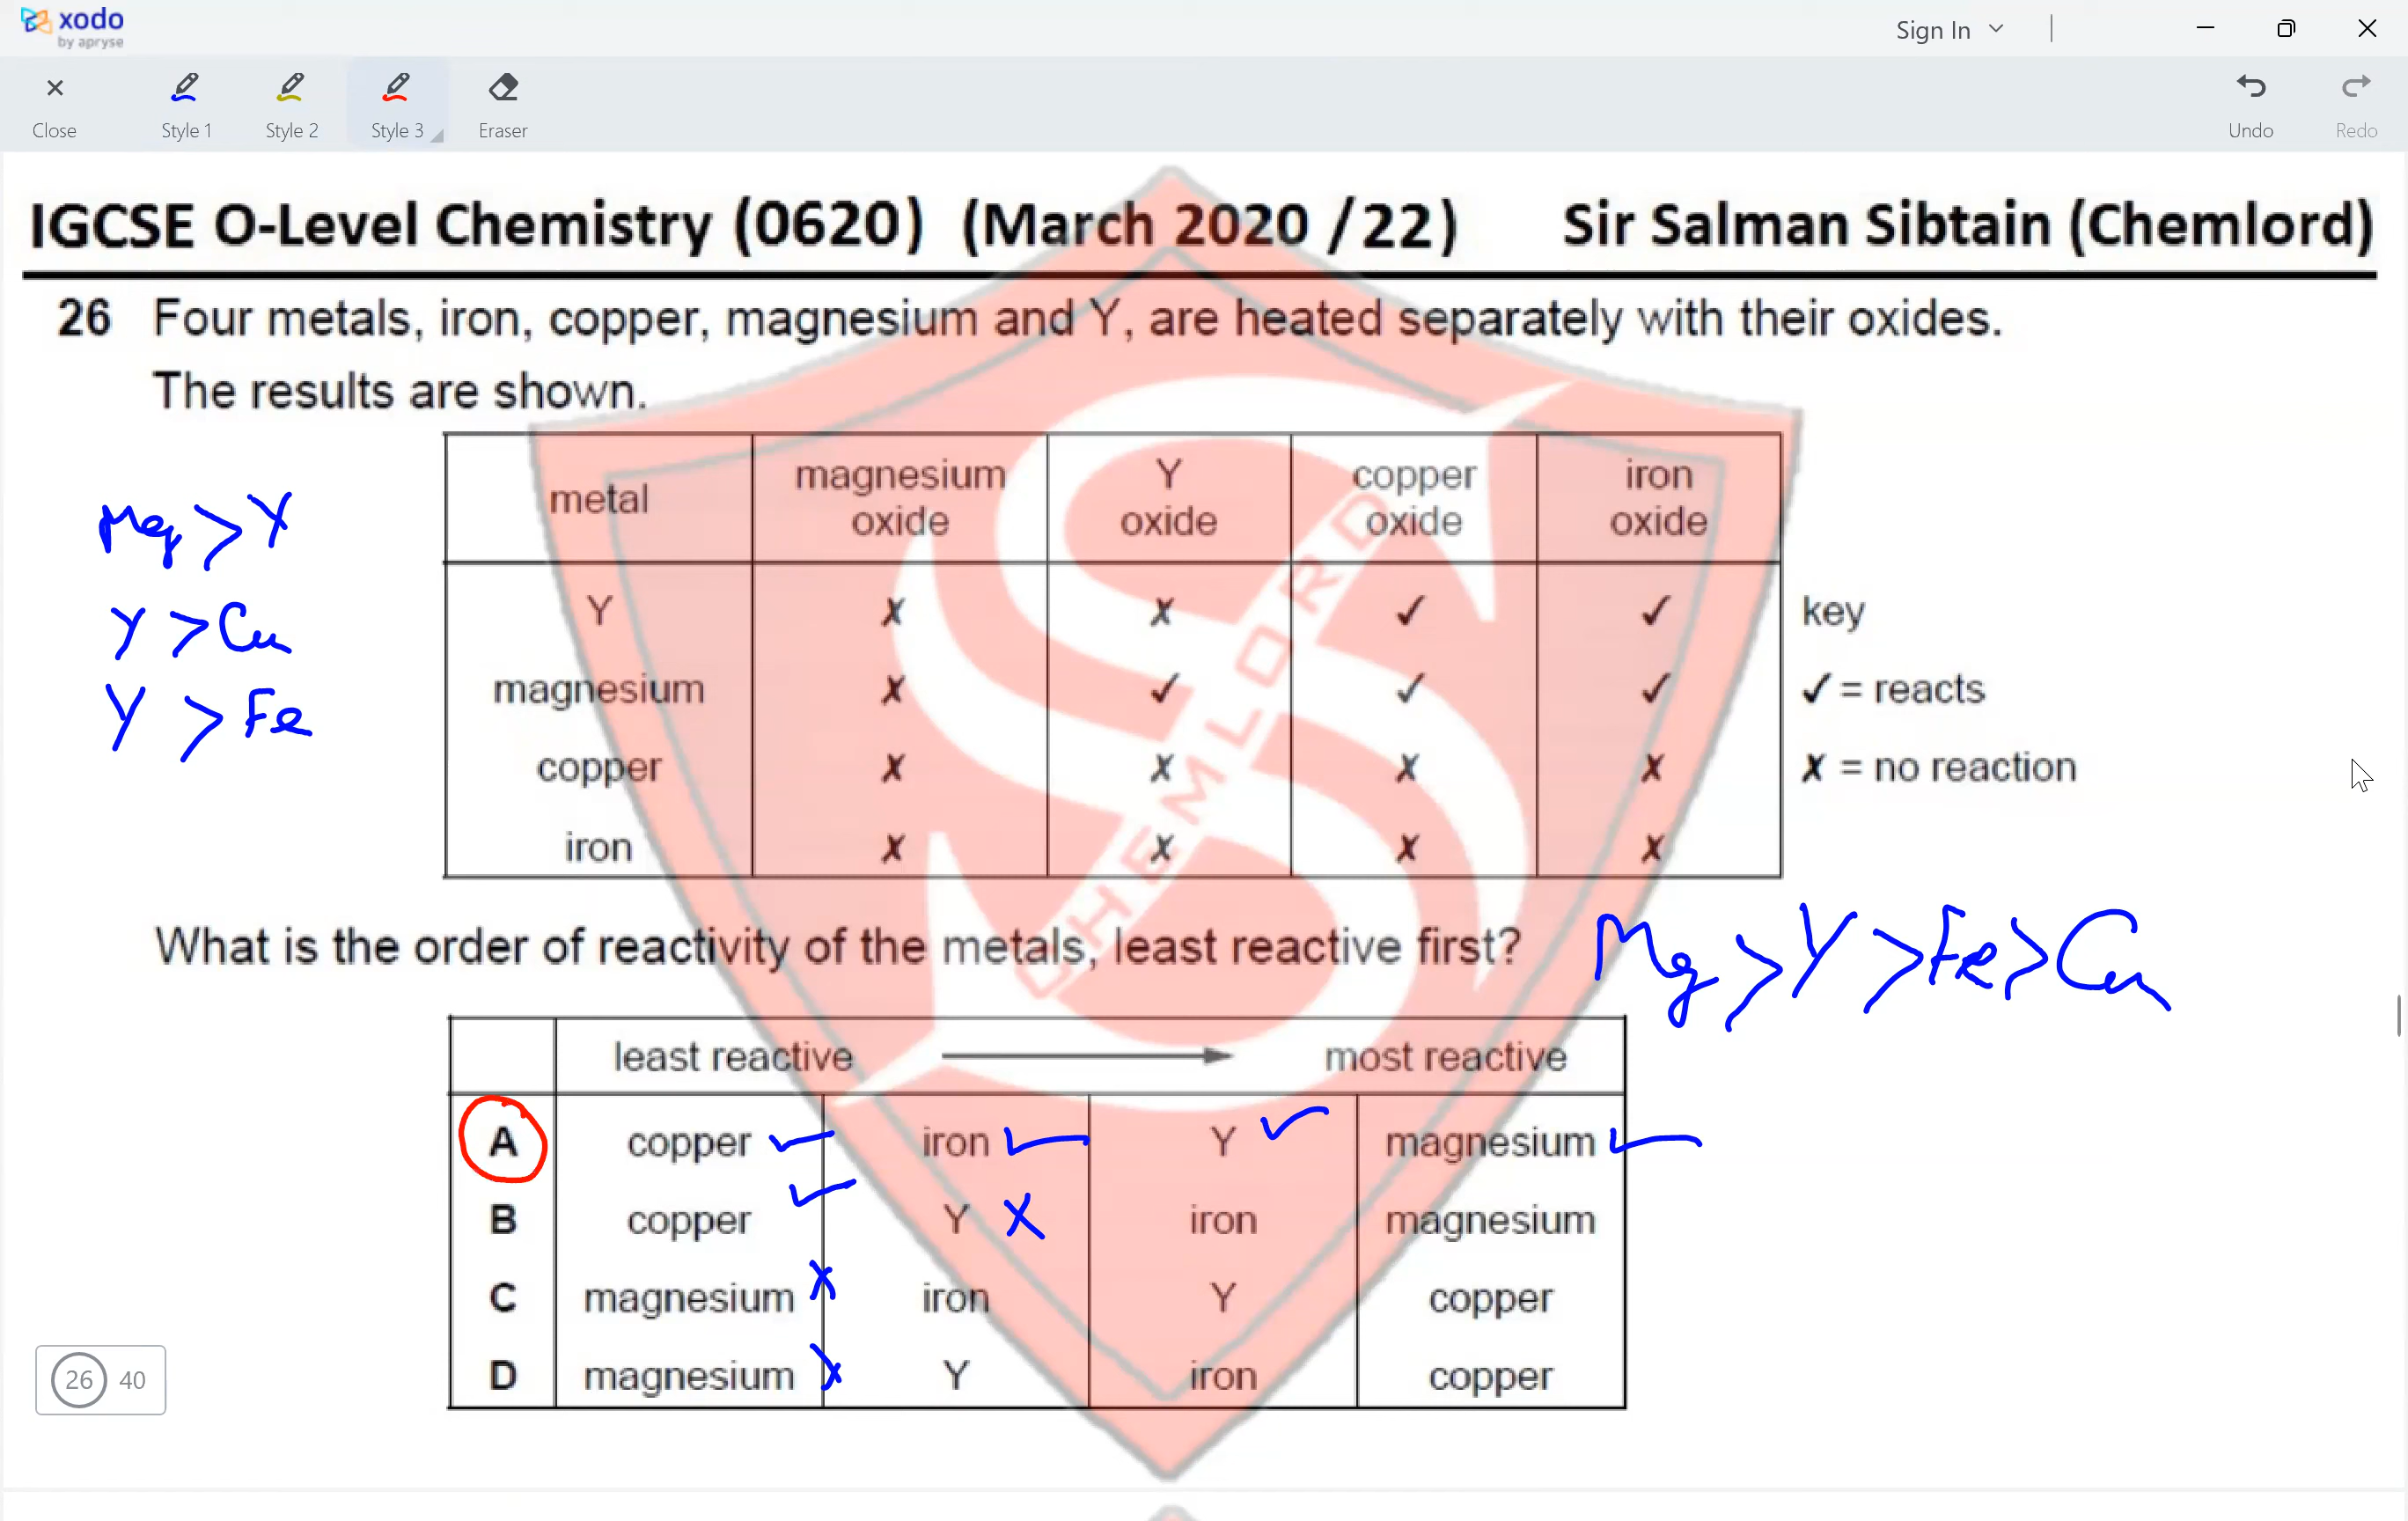 xodo
by apryse
Sign In
Close Style 1 Style 2 Style 3 Eraser Undo Redo
IGCSE O-Level Chemistry (0620) (March 2020 /22) Sir Salman Sibtain (Chemlord)
26 Four metals, iron, copper, magnesium and Y, are heated separately with their oxides.
The results are shown.
metal magnesium oxide Y oxide copper oxide iron oxide
Y ✗ ✗ ✓ ✓ key
magnesium ✗ ✓ ✓ ✓ ✓ = reacts
copper ✗ ✗ ✗ ✗ ✗ = no reaction
iron ✗ ✗ ✗ ✗
Mg > Y
Y > Cu
Y > Fe
CHEMLORD
What is the order of reactivity of the metals, least reactive first?
Mg > Y > Fe > Cu
least reactive → most reactive
A copper ✓ iron ✓ Y ✓ magnesium ✓
B copper ✓ Y ✗ iron magnesium
C magnesium ✗ iron Y copper
D magnesium ✗ Y iron copper
26 40